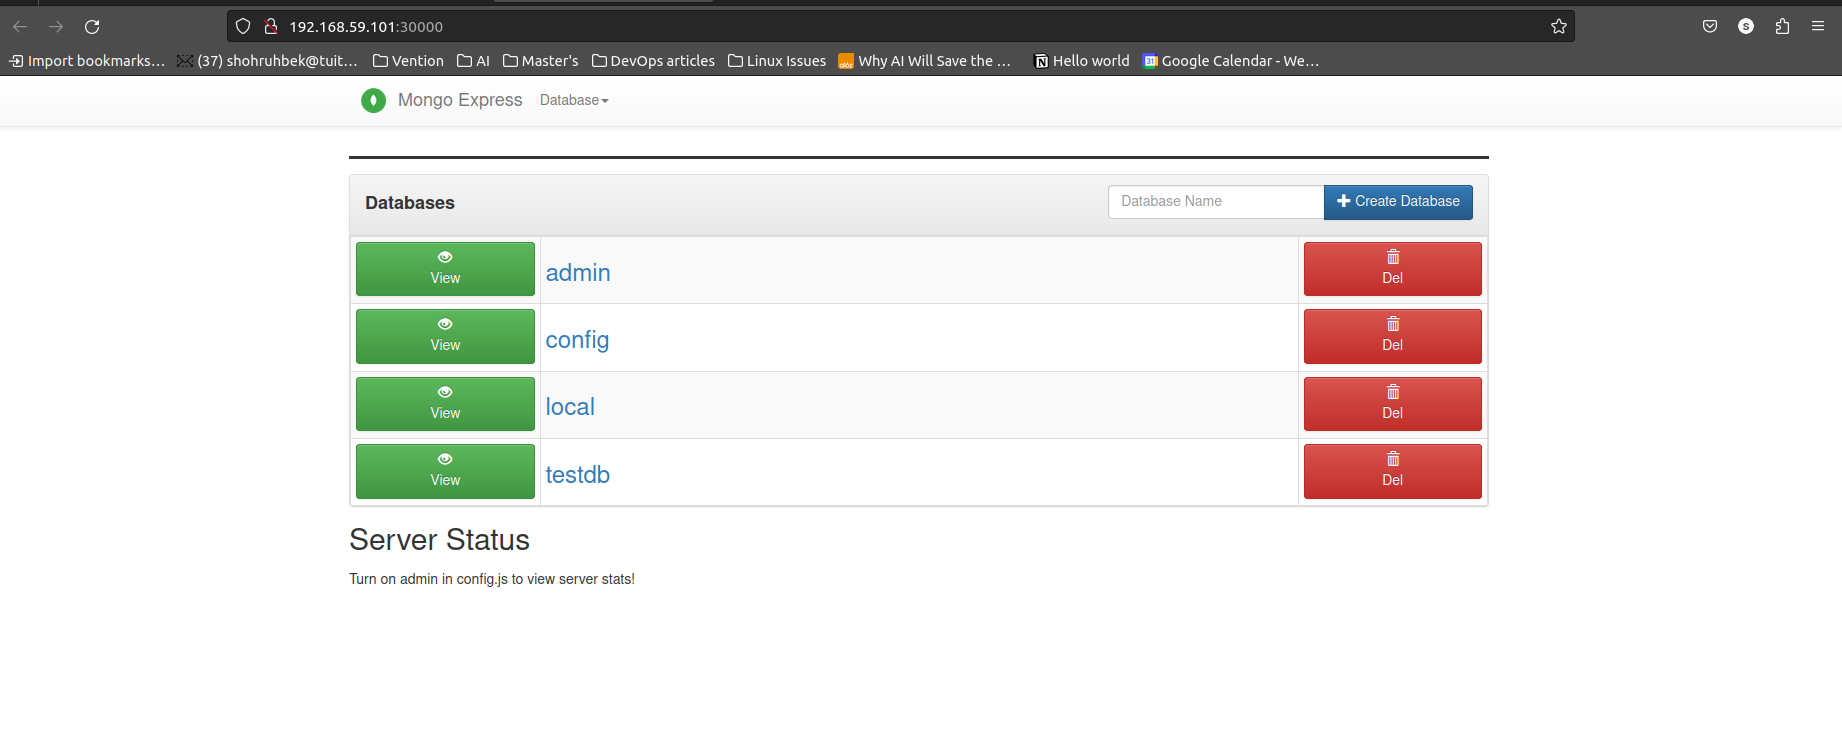 192.168.59.101:30000
Import bookmarks... (37) shohruhbek@tuit... Vention AI Master's DevOps articles Linux Issues Why AI Will Save the ... Hello world Google Calendar - We...
Mongo Express Database
Databases Database Name Create Database
View admin Del
View config Del
View local Del
View testdb Del
Server Status
Turn on admin in config.js to view server stats!